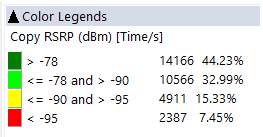 Color Legends
Copy RSRP (dBm) [Time/s]
> -78 14166 44.23%
<= -78 and > -90 10566 32.99%
<= -90 and > -95 4911 15.33%
< -95 2387 7.45%